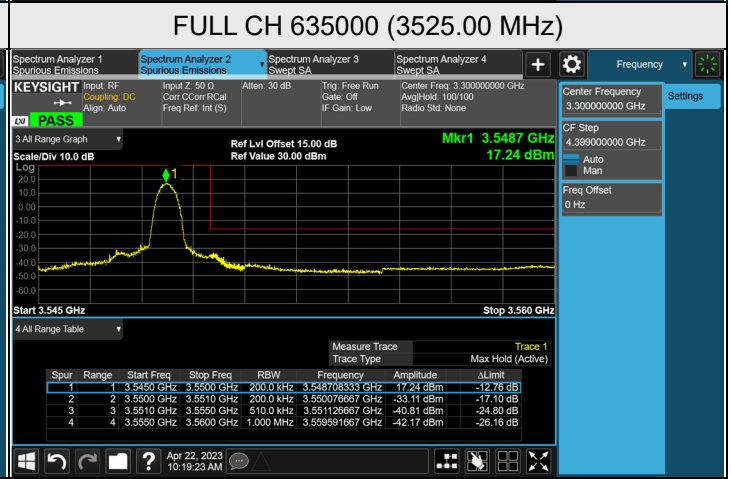 FULL CH 635000 (3525.00 MHz)
Spectrum Analyzer 1
Spurious Emissions
Spectrum Analyzer 2
Spurious Emissions
Spectrum Analyzer 3
Swept SA
Spectrum Analyzer 4
Swept SA
+
Frequency
KEYSIGHT
Input: RF
Coupling: DC
Align: Auto
Input Z: 50 Ω
Corr CCorr RCal
Freq Ref: Int (S)
Atten: 30 dB
Trig: Free Run
Gate: Off
IF Gain: Low
Center Freq: 3.300000000 GHz
Avg|Hold: 100/100
Radio Std: None
LXI PASS
Center Frequency
3.300000000 GHz
Settings
CF Step
4.399000000 GHz
Auto
Man
Freq Offset
0 Hz
3 All Range Graph
Scale/Div 10.0 dB
Ref Lvl Offset 15.00 dB
Ref Value 30.00 dBm
Mkr1 3.5487 GHz
17.24 dBm
Log
1
20.0
10.0
0.00
-10.0
-20.0
-30.0
-40.0
-50.0
-60.0
Start 3.545 GHz
Stop 3.560 GHz
4 All Range Table
Measure Trace Trace 1
Trace Type Max Hold (Active)
Spur Range Start Freq Stop Freq RBW Frequency Amplitude ΔLimit
1 1 3.5450 GHz 3.5500 GHz 200.0 kHz 3.548708333 GHz 17.24 dBm -12.76 dB
2 2 3.5500 GHz 3.5510 GHz 200.0 kHz 3.550076667 GHz -33.11 dBm -17.10 dB
3 3 3.5510 GHz 3.5550 GHz 510.0 kHz 3.551126667 GHz -40.81 dBm -24.80 dB
4 4 3.5550 GHz 3.5600 GHz 1.000 MHz 3.559591667 GHz -42.17 dBm -26.16 dB
?
Apr 22, 2023
10:19:23 AM